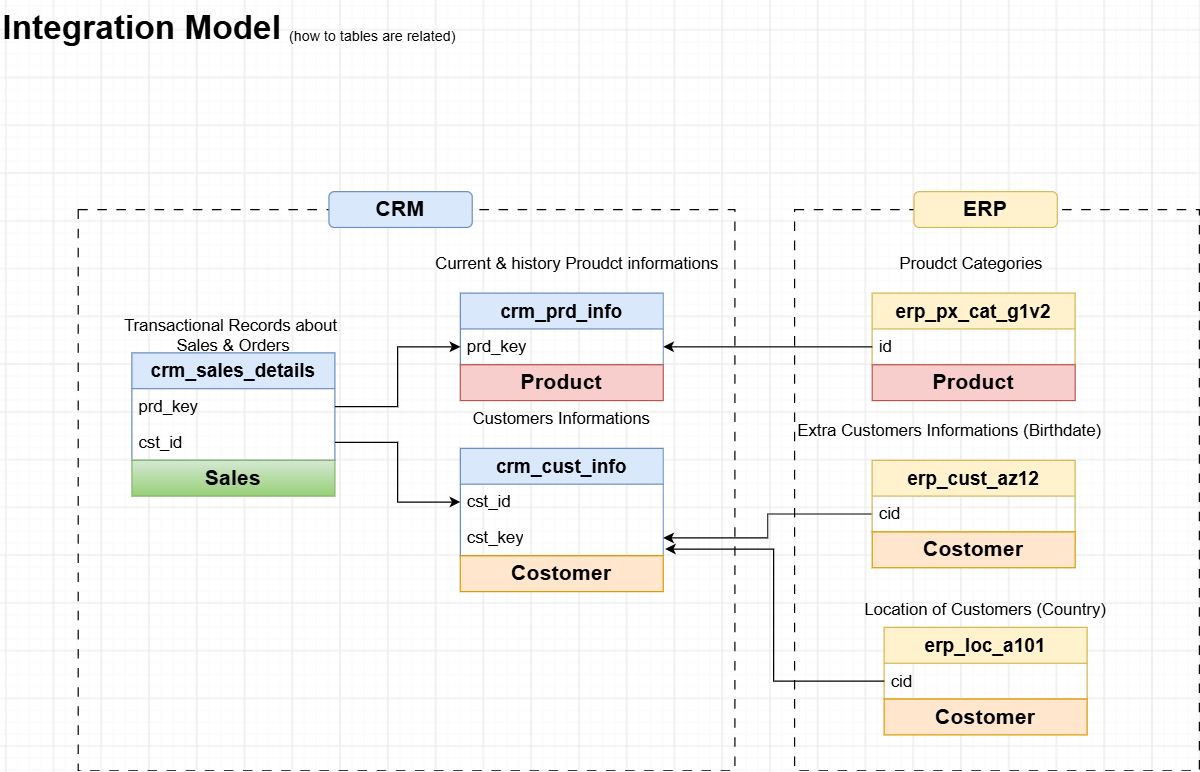 Integration Model (how to tables are related)
CRM
Transactional Records about
Sales & Orders
crm_sales_details
prd_key
cst_id
Sales
Current & history Proudct informations
crm_prd_info
prd_key
Product
Customers Informations
crm_cust_info
cst_id
cst_key
Costomer
ERP
Proudct Categories
erp_px_cat_g1v2
id
Product
Extra Customers Informations (Birthdate)
erp_cust_az12
cid
Costomer
Location of Customers (Country)
erp_loc_a101
cid
Costomer